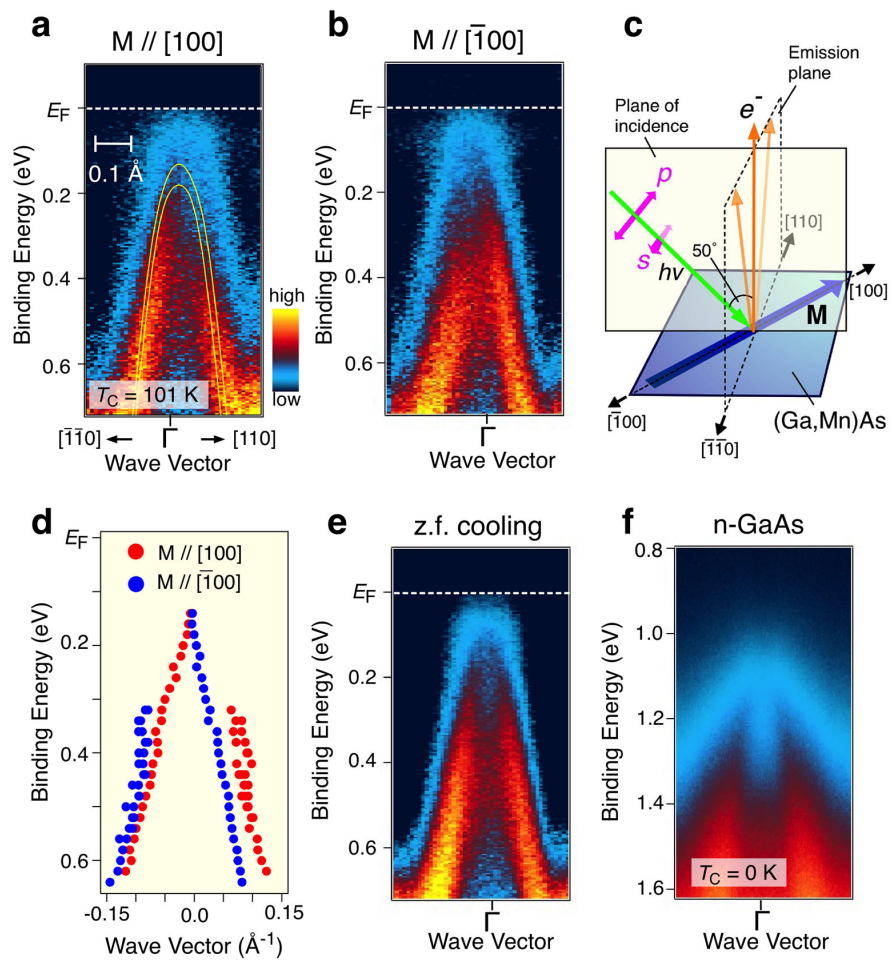 a
M // [100]
E_F
0.1 Å
0.2
0.4
0.6
Binding Energy (eV)
high
low
T_C = 101 K
[1̅1̅0]
Γ
[110]
Wave Vector
b
M // [1̅00]
E_F
0.2
0.4
0.6
Binding Energy (eV)
Γ
Wave Vector
c
Emission
plane
Plane of
incidence
e⁻
p
s
hν
50°
[110]
[100]
M
[1̅00]
[1̅1̅0]
(Ga,Mn)As
d
E_F
M // [100]
M // [1̅00]
0.2
0.4
0.6
Binding Energy (eV)
-0.15
0.0
0.15
Wave Vector (Å⁻¹)
e
z.f. cooling
E_F
0.2
0.4
0.6
Binding Energy (eV)
Γ
Wave Vector
f
n-GaAs
0.8
1.0
1.2
1.4
1.6
Binding Energy (eV)
T_C = 0 K
Γ
Wave Vector